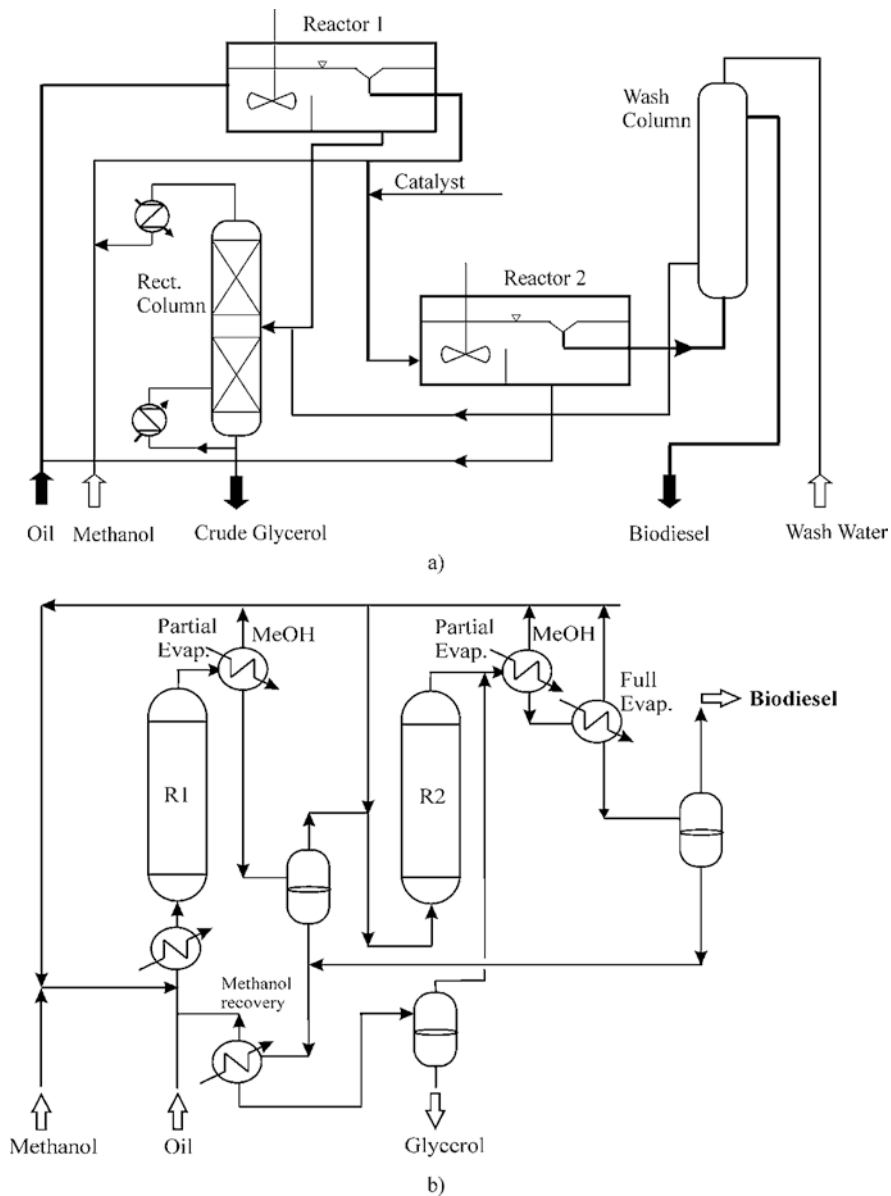 Reactor 1
Wash
Column
Catalyst
Rect.
Column
Reactor 2
Oil
Methanol
Crude Glycerol
Biodiesel
Wash Water
a)
Partial
Evap.
MeOH
Partial
Evap.
MeOH
Full
Evap.
Biodiesel
R1
R2
Methanol
recovery
Methanol
Oil
Glycerol
b)